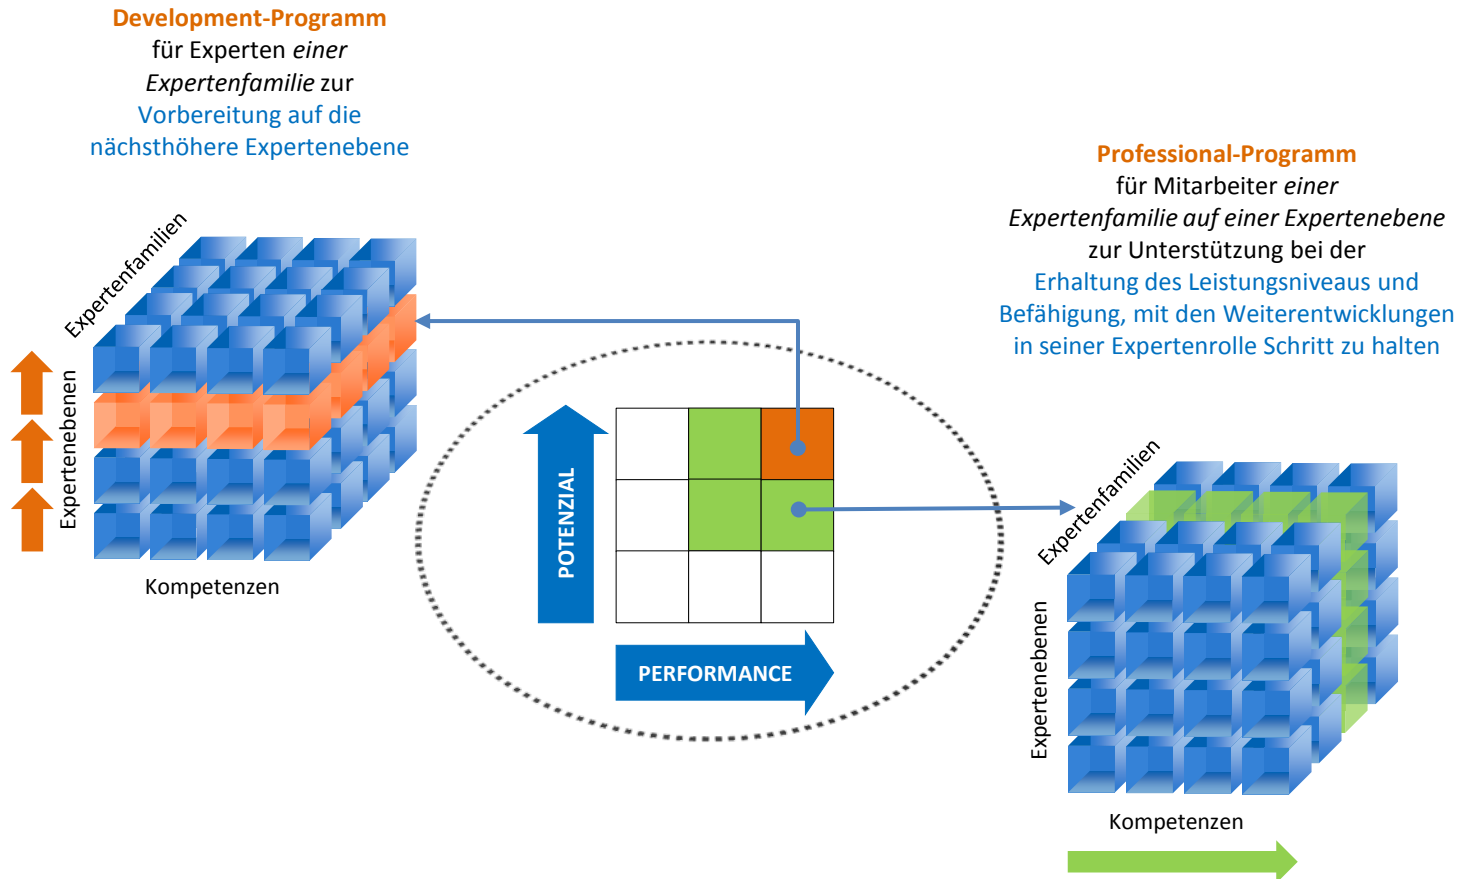 Development-Programm
für Experten einer
Expertenfamilie zur
Vorbereitung auf die
nächsthöhere Expertenebene
Professional-Programm
für Mitarbeiter einer
Expertenfamilie auf einer Expertenebene
zur Unterstützung bei der
Erhaltung des Leistungsniveaus und
Befähigung, mit den Weiterentwicklungen
in seiner Expertenrolle Schritt zu halten
Expertenfamilien
Expertenebenen
Kompetenzen
POTENZIAL
PERFORMANCE
Expertenfamilien
Expertenebenen
Kompetenzen